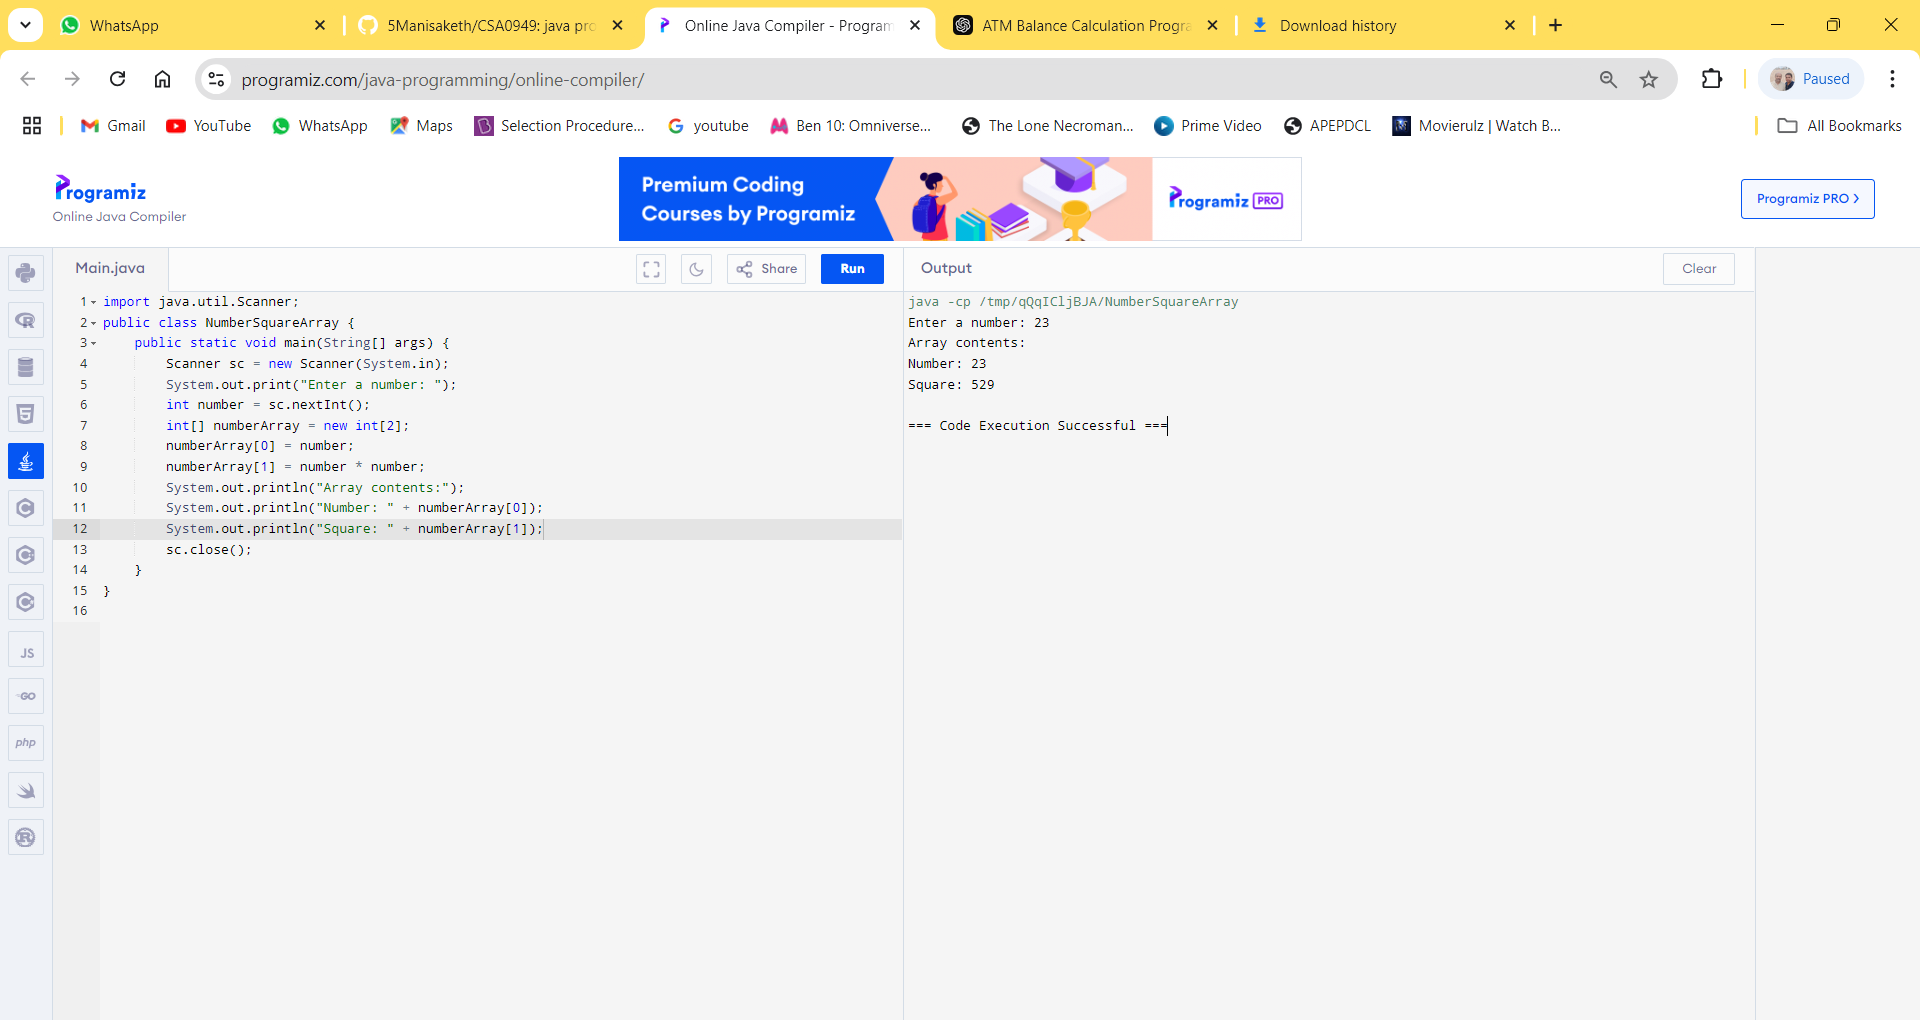 WhatsApp
5Manisaketh/CSA0949: java pro
Online Java Compiler - Program
ATM Balance Calculation Progra
Download history
programiz.com/java-programming/online-compiler/
Paused
Gmail
YouTube
WhatsApp
Maps
Selection Procedure...
youtube
Ben 10: Omniverse...
The Lone Necroman...
Prime Video
APEPDCL
Movierulz | Watch B...
All Bookmarks
Programiz
Online Java Compiler
Premium Coding
Courses by Programiz
Programiz PRO
Programiz PRO >
Main.java
Share
Run
Output
Clear
1 import java.util.Scanner;
2 public class NumberSquareArray {
3     public static void main(String[] args) {
4         Scanner sc = new Scanner(System.in);
5         System.out.print("Enter a number: ");
6         int number = sc.nextInt();
7         int[] numberArray = new int[2];
8         numberArray[0] = number;
9         numberArray[1] = number * number;
10         System.out.println("Array contents:");
11         System.out.println("Number: " + numberArray[0]);
12         System.out.println("Square: " + numberArray[1]);
13         sc.close();
14     }
15 }
16
java -cp /tmp/qQqICljBJA/NumberSquareArray
Enter a number: 23
Array contents:
Number: 23
Square: 529
=== Code Execution Successful ===
JS
GO
php